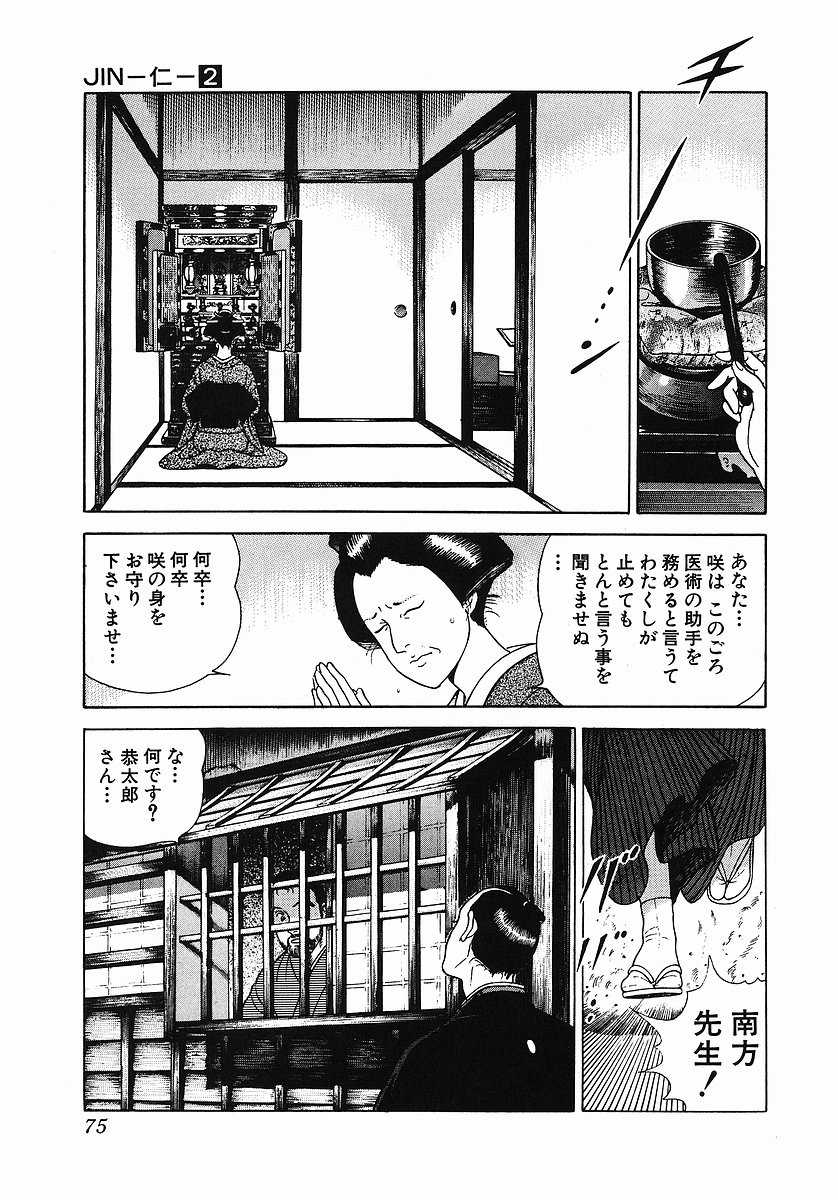 JIN－仁－2
チ
ーン
…
あなた…
咲は このごろ
医術の助手を
務めると言うて
わたくしが
止めても
とんと言う事を
聞きませぬ
…
何卒…
何卒
咲の身を
お守り
下さいませ…
南方
先生！
な…
何です？
恭太郎
さん…
75